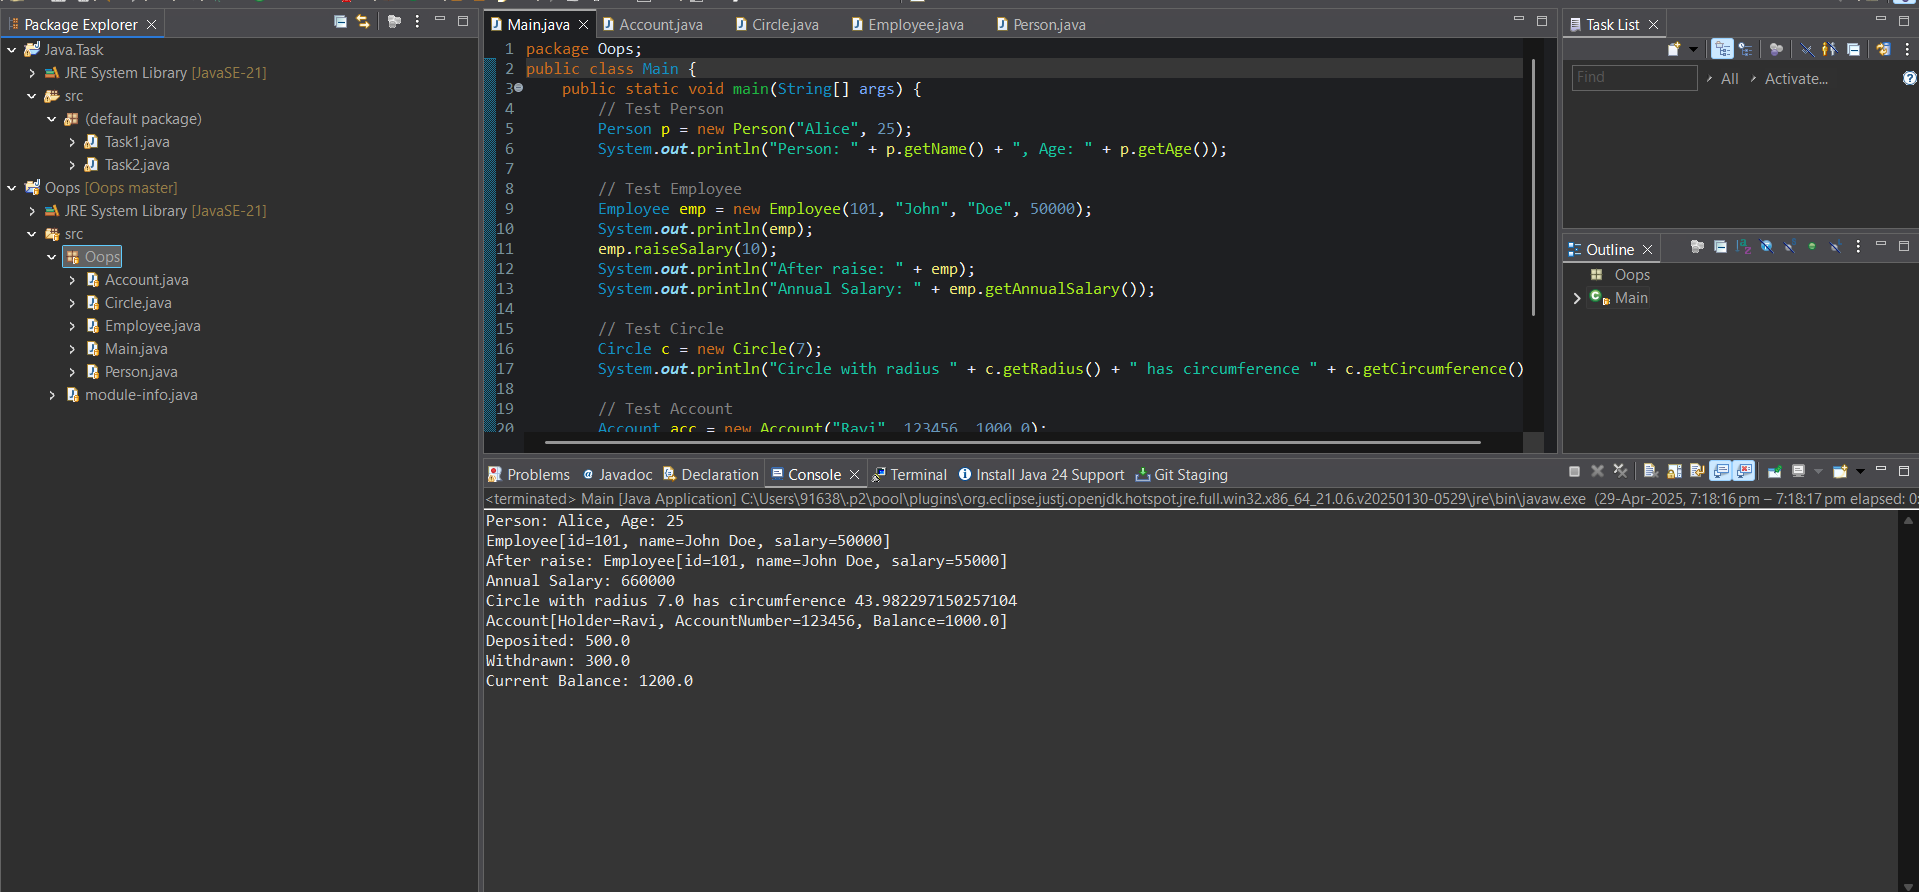 Package Explorer
Java.Task
JRE System Library [JavaSE-21]
src
(default package)
Task1.java
Task2.java
Oops [Oops master]
JRE System Library [JavaSE-21]
src
Oops
Account.java
Circle.java
Employee.java
Main.java
Person.java
module-info.java
Main.java
Account.java
Circle.java
Employee.java
Person.java
1 package Oops;
2 public class Main {
3 public static void main(String[] args) {
4 // Test Person
5 Person p = new Person("Alice", 25);
6 System.out.println("Person: " + p.getName() + ", Age: " + p.getAge());
7
8 // Test Employee
9 Employee emp = new Employee(101, "John", "Doe", 50000);
10 System.out.println(emp);
11 emp.raiseSalary(10);
12 System.out.println("After raise: " + emp);
13 System.out.println("Annual Salary: " + emp.getAnnualSalary());
14
15 // Test Circle
16 Circle c = new Circle(7);
17 System.out.println("Circle with radius " + c.getRadius() + " has circumference " + c.getCircumference()
18
19 // Test Account
20 Account acc = new Account("Ravi", 123456, 1000.0);
Task List
Find
All
Activate...
Outline
Oops
Main
Problems
Javadoc
Declaration
Console
Terminal
Install Java 24 Support
Git Staging
<terminated> Main [Java Application] C:\Users\91638\.p2\pool\plugins\org.eclipse.justj.openjdk.hotspot.jre.full.win32.x86_64_21.0.6.v20250130-0529\jre\bin\javaw.exe (29-Apr-2025, 7:18:16 pm – 7:18:17 pm elapsed: 0:
Person: Alice, Age: 25
Employee[id=101, name=John Doe, salary=50000]
After raise: Employee[id=101, name=John Doe, salary=55000]
Annual Salary: 660000
Circle with radius 7.0 has circumference 43.982297150257104
Account[Holder=Ravi, AccountNumber=123456, Balance=1000.0]
Deposited: 500.0
Withdrawn: 300.0
Current Balance: 1200.0